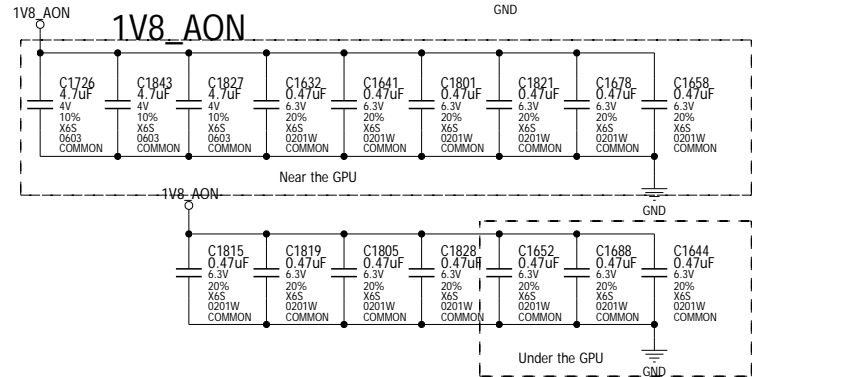 1V8_AON
GND
1V8_AON
C1726 C1843 C1827 C1632 C1641 C1801 C1821 C1678 C1658
4.7uF 4.7uF 4.7uF 0.47uF 0.47uF 0.47uF 0.47uF 0.47uF 0.47uF
4V 4V 4V 6.3V 6.3V 6.3V 6.3V 6.3V 6.3V
10% 10% 10% 20% 20% 20% 20% 20% 20%
X6S X6S X6S X6S X6S X6S X6S X6S X6S
0603 0603 0603 0201W 0201W 0201W 0201W 0201W 0201W
COMMON COMMON COMMON COMMON COMMON COMMON COMMON COMMON COMMON
Near the GPU
1V8_AON
GND
C1815 C1819 C1805 C1828 C1652 C1688 C1644
0.47uF 0.47uF 0.47uF 0.47uF 0.47uF 0.47uF 0.47uF
6.3V 6.3V 6.3V 6.3V 6.3V 6.3V 6.3V
20% 20% 20% 20% 20% 20% 20%
X6S X6S X6S X6S X6S X6S X6S
0201W 0201W 0201W 0201W 0201W 0201W 0201W
COMMON COMMON COMMON COMMON COMMON COMMON COMMON
Under the GPU
GND